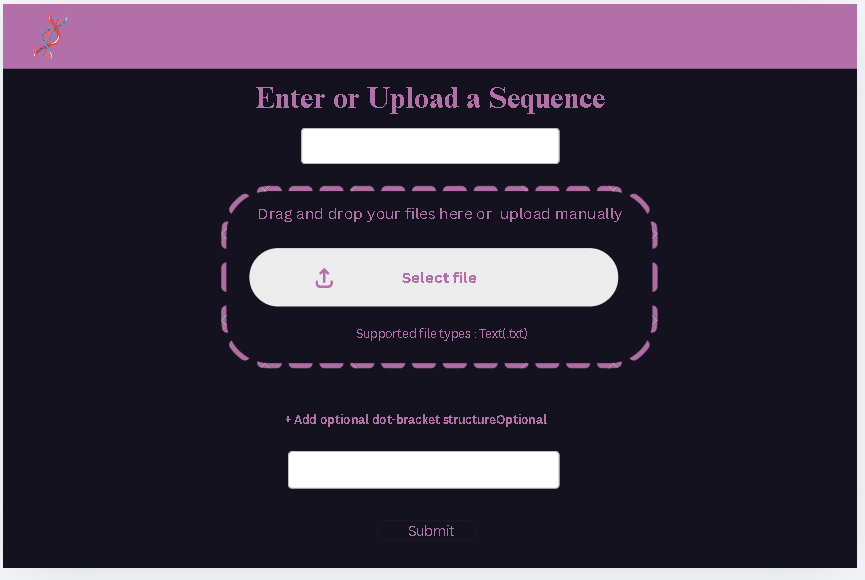 Enter or Upload a Sequence
Drag and drop your files here or upload manually
Select file
Supported file types : Text(.txt)
+ Add optional dot-bracket structureOptional
Submit